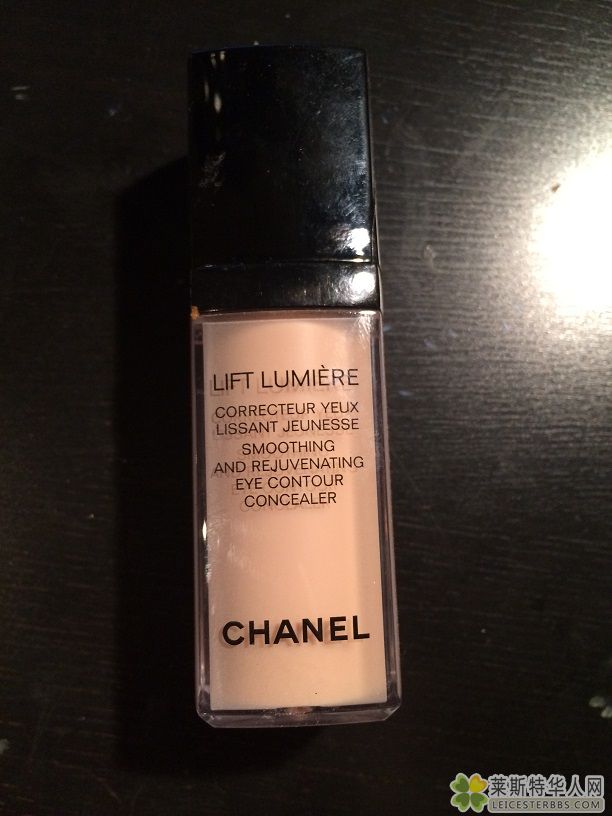 LIFT LUMIÈRE
CORRECTEUR YEUX
LISSANT JEUNESSE
SMOOTHING
AND REJUVENATING
EYE CONTOUR
CONCEALER
CHANEL
莱斯特华人网
LEICESTERBBS.COM